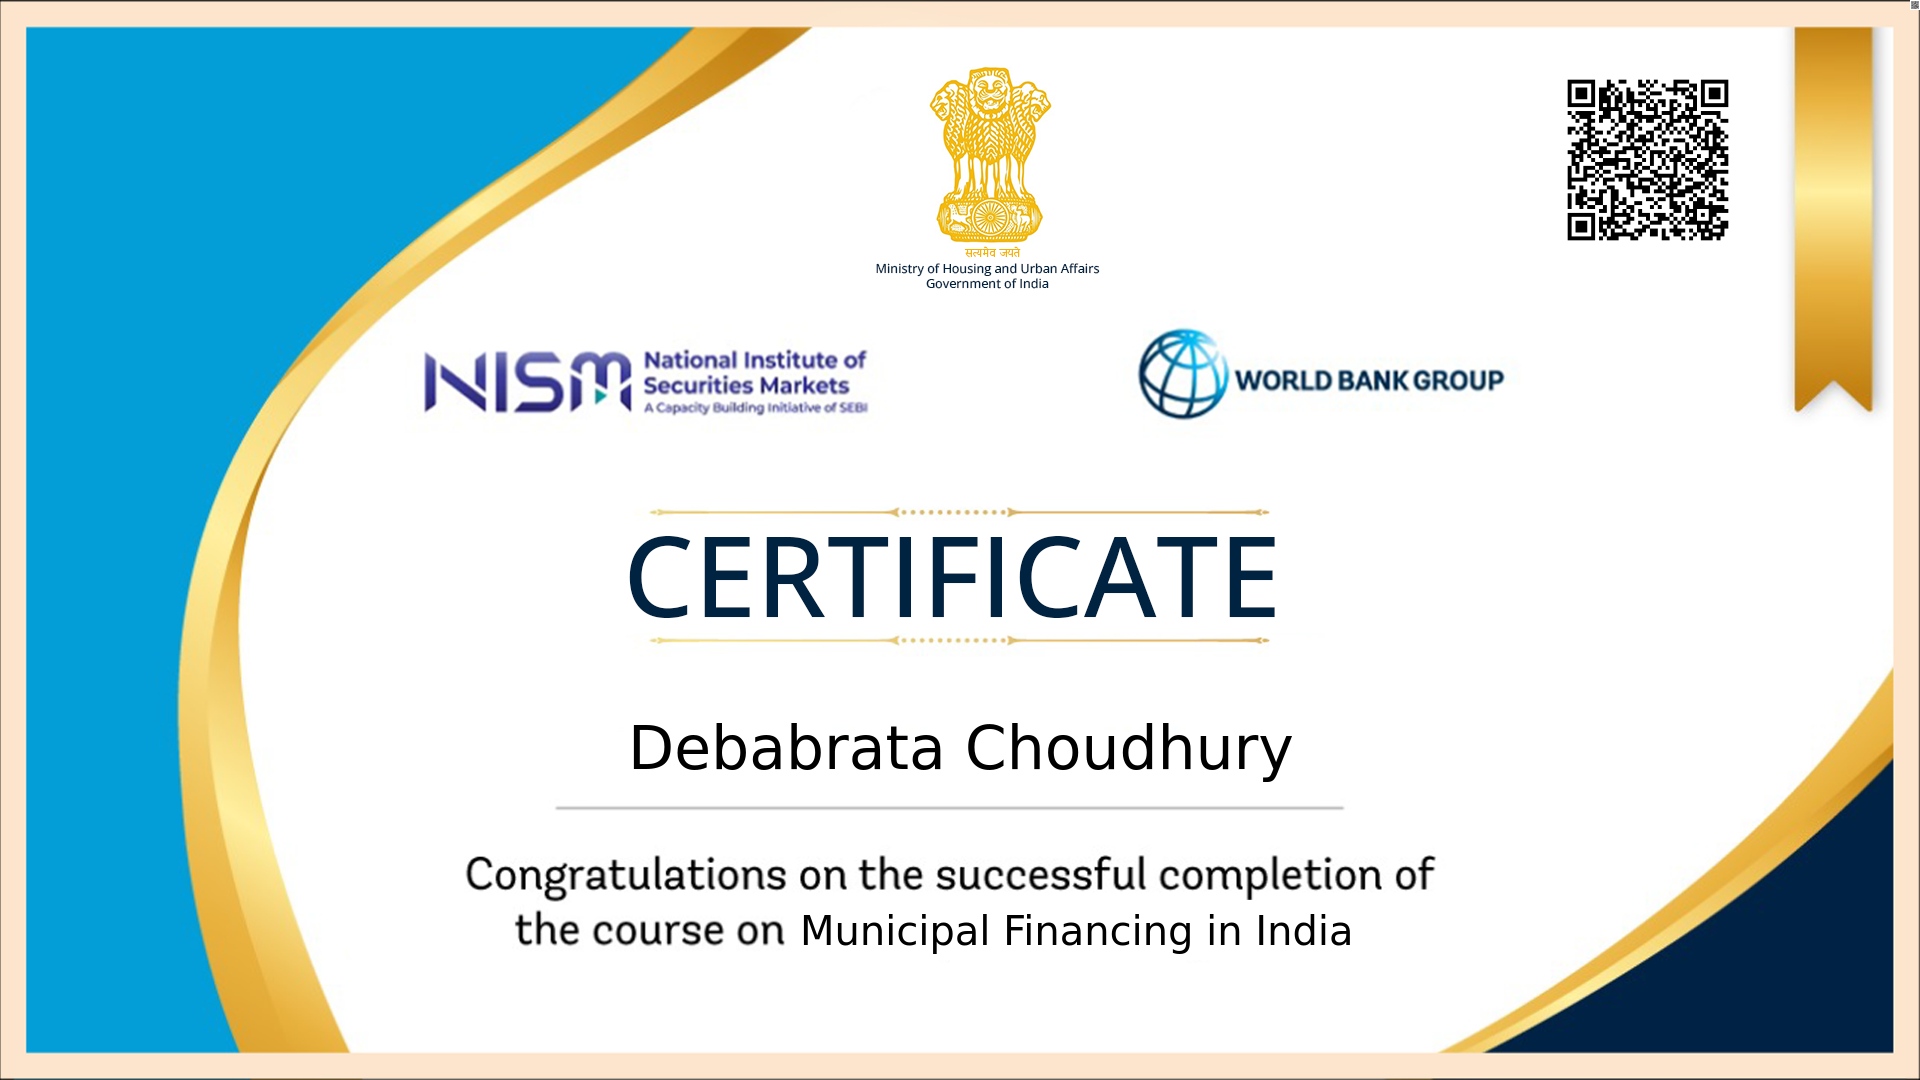 सत्यमेव जयते
Ministry of Housing and Urban Affairs
Government of India
NISM National Institute of
Securities Markets
A Capacity Building Initiative of SEBI
WORLD BANK GROUP
CERTIFICATE
Debabrata Choudhury
Congratulations on the successful completion of
the course on Municipal Financing in India